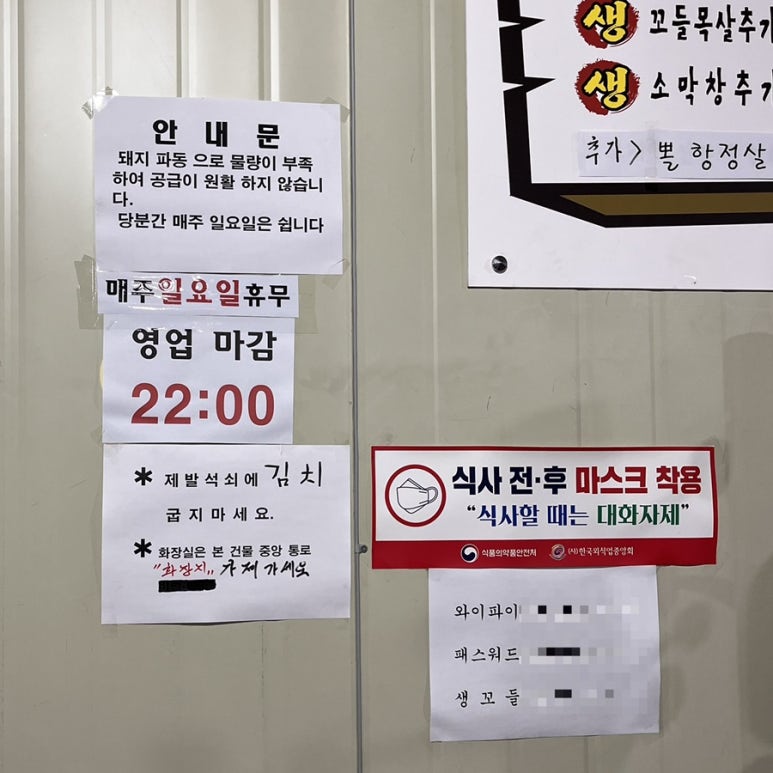 안 내 문
돼지 파동 으로 물량이 부족
하여 공급이 원활 하지 않습니
다.
당분간 매주 일요일은 쉽니다
매주일요일휴무
영업 마감
22:00
* 제발석쇠에 김치
굽지마세요.
* 화장실은 본 건물 중앙 통로
"화장지,, 가제가세요
생 꼬들목살추가
생 소막창추가
추가> 뽈 항정살
식사 전·후 마스크 착용
"식사할 때는 대화자제"
식품의약품안전처 (사)한국외식업중앙회
와이파이
패스워드
생꼬들